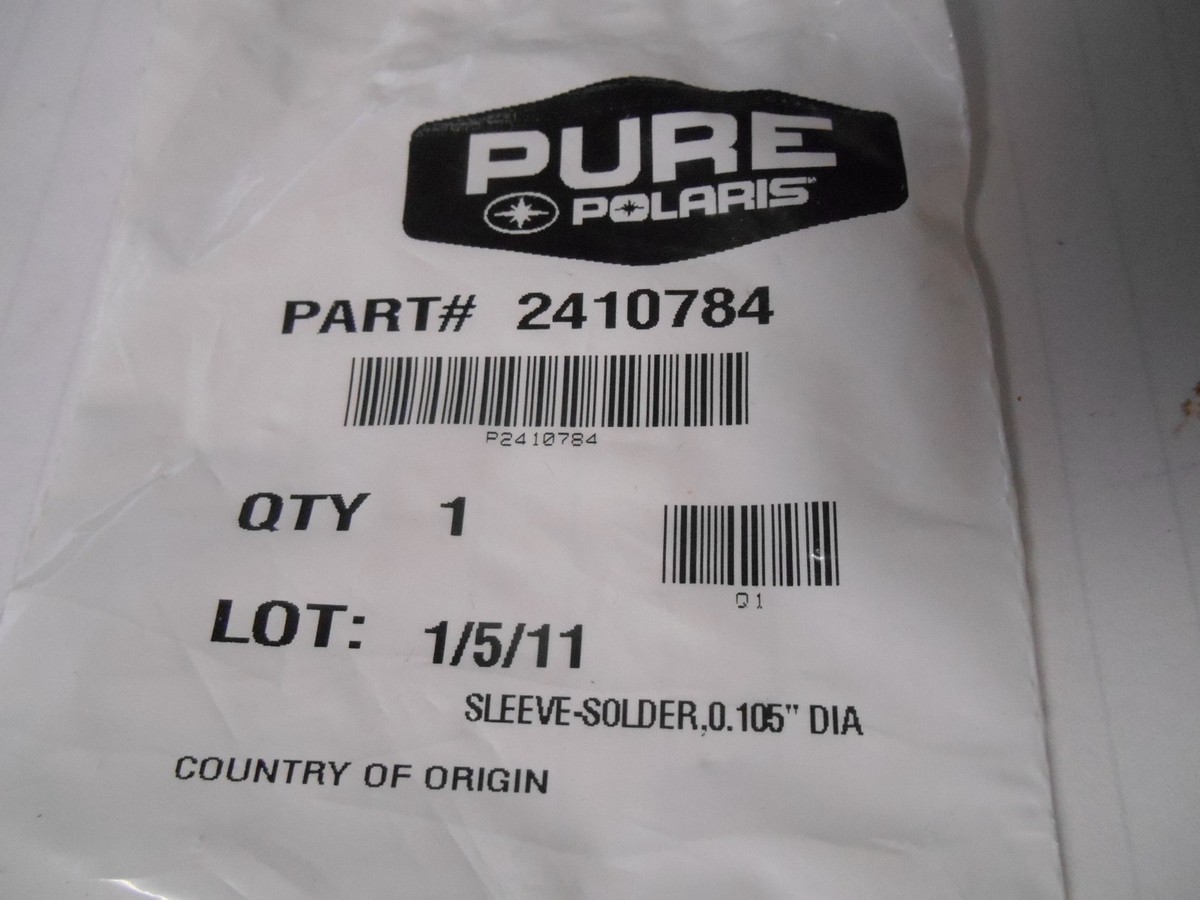 PURE
POLARIS
PART# 2410784
P2410784
QTY 1
Q1
LOT: 1/5/11
SLEEVE-SOLDER,0.105" DIA
COUNTRY OF ORIGIN